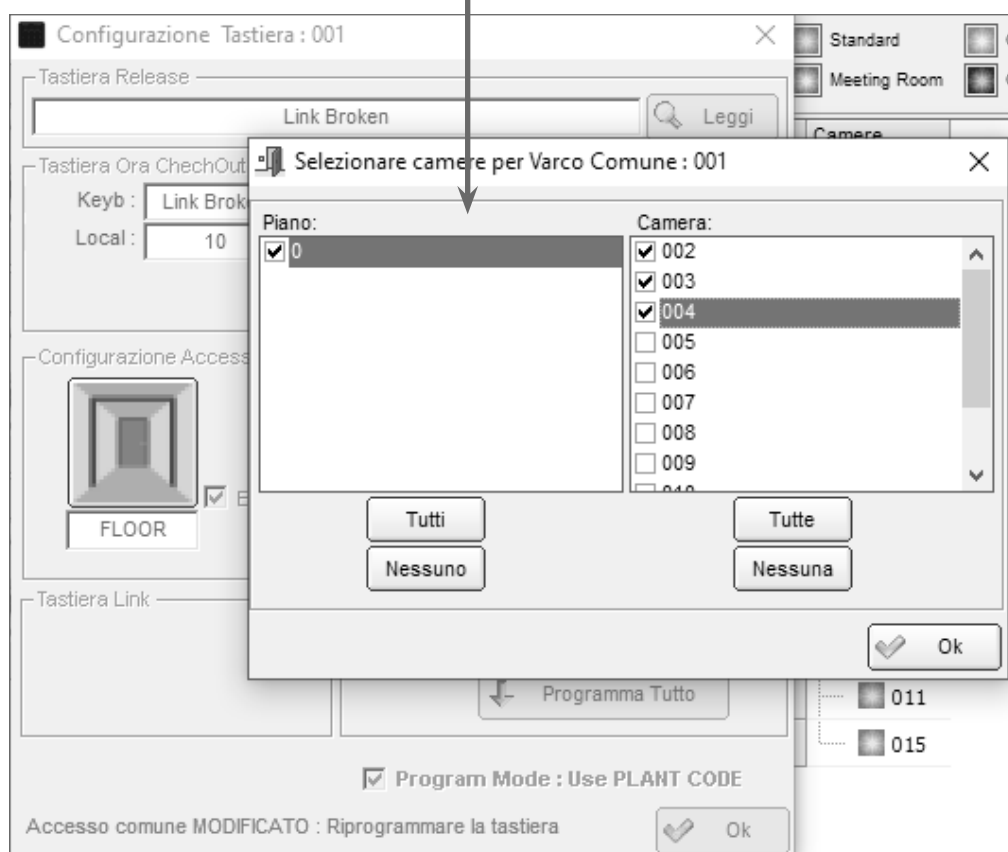 Configurazione Tastiera : 001
Standard
Meeting Room
Tastiera Release
Link Broken
Leggi
Camere
Tastiera Ora ChechOut
Selezionare camere per Varco Comune : 001
Keyb :
Link Brok
Local :
10
Piano:
Camera:
0
002
003
004
005
006
007
008
009
010
Configurazione Access
FLOOR
E
Tutti
Tutte
Nessuno
Nessuna
Tastiera Link
Ok
Programma Tutto
011
015
Program Mode : Use PLANT CODE
Accesso comune MODIFICATO : Riprogrammare la tastiera
Ok